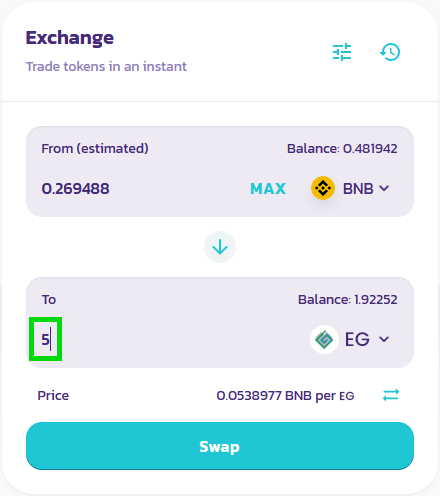 Exchange
Trade tokens in an instant
From (estimated) Balance: 0.481942
0.269488 MAX BNB
To Balance: 1.92252
5 EG
Price 0.0538977 BNB per EG
Swap